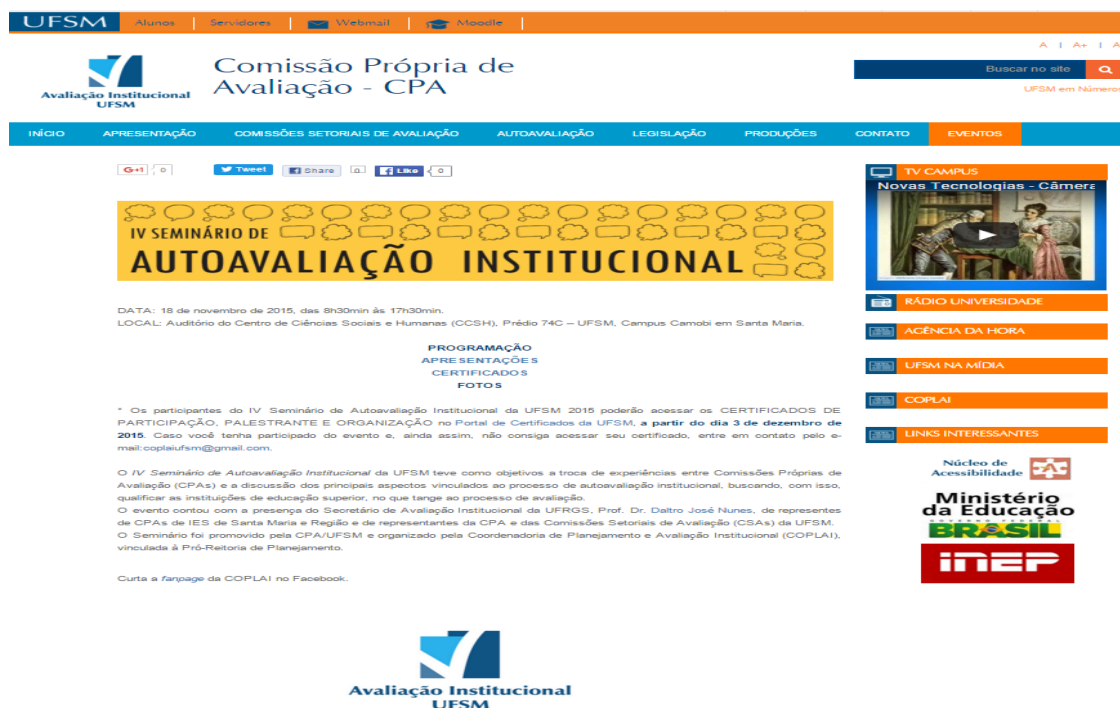 UFSM Alunos | Servidores | Webmail | Moodle |
A | A+ | A
Avaliação Institucional
UFSM
Comissão Própria de
Avaliação - CPA
Buscar no site
UFSM em Números
INÍCIO APRESENTAÇÃO COMISSÕES SETORIAIS DE AVALIAÇÃO AUTOAVALIAÇÃO LEGISLAÇÃO PRODUÇÕES CONTATO EVENTOS
G+1 0 Tweet Share 0 Like 0
IV SEMINÁRIO DE
AUTOAVALIAÇÃO INSTITUCIONAL
DATA: 18 de novembro de 2015, das 8h30min às 17h30min.
LOCAL: Auditório do Centro de Ciências Sociais e Humanas (CCSH), Prédio 74C – UFSM, Campus Camobi em Santa Maria.
PROGRAMAÇÃO
APRESENTAÇÕES
CERTIFICADOS
FOTOS
* Os participantes do IV Seminário de Autoavaliação Institucional da UFSM 2015 poderão acessar os CERTIFICADOS DE
PARTICIPAÇÃO, PALESTRANTE E ORGANIZAÇÃO no Portal de Certificados da UFSM, a partir do dia 3 de dezembro de
2015. Caso você tenha participado do evento e, ainda assim, não consiga acessar seu certificado, entre em contato pelo e-
mail:coplaiufsm@gmail.com.
O IV Seminário de Autoavaliação Institucional da UFSM teve como objetivos a troca de experiências entre Comissões Próprias de
Avaliação (CPAs) e a discussão dos principais aspectos vinculados ao processo de autoavaliação institucional, buscando, com isso,
qualificar as instituições de educação superior, no que tange ao processo de avaliação.
O evento contou com a presença do Secretário de Avaliação Institucional da UFRGS, Prof. Dr. Daltro José Nunes, de representes
de CPAs de IES de Santa Maria e Região e de representantes da CPA e das Comissões Setoriais de Avaliação (CSAs) da UFSM.
O Seminário foi promovido pela CPA/UFSM e organizado pela Coordenadoria de Planejamento e Avaliação Institucional (COPLAI),
vinculada à Pró-Reitoria de Planejamento.
Curta a fanpage da COPLAI no Facebook.
Avaliação Institucional
UFSM
TV CAMPUS
Novas Tecnologias - Câmera
RÁDIO UNIVERSIDADE
AGÊNCIA DA HORA
UFSM NA MÍDIA
COPLAI
LINKS INTERESSANTES
Núcleo de
Acessibilidade
Ministério
da Educação
GOVERNO FEDERAL
BRASIL
inep